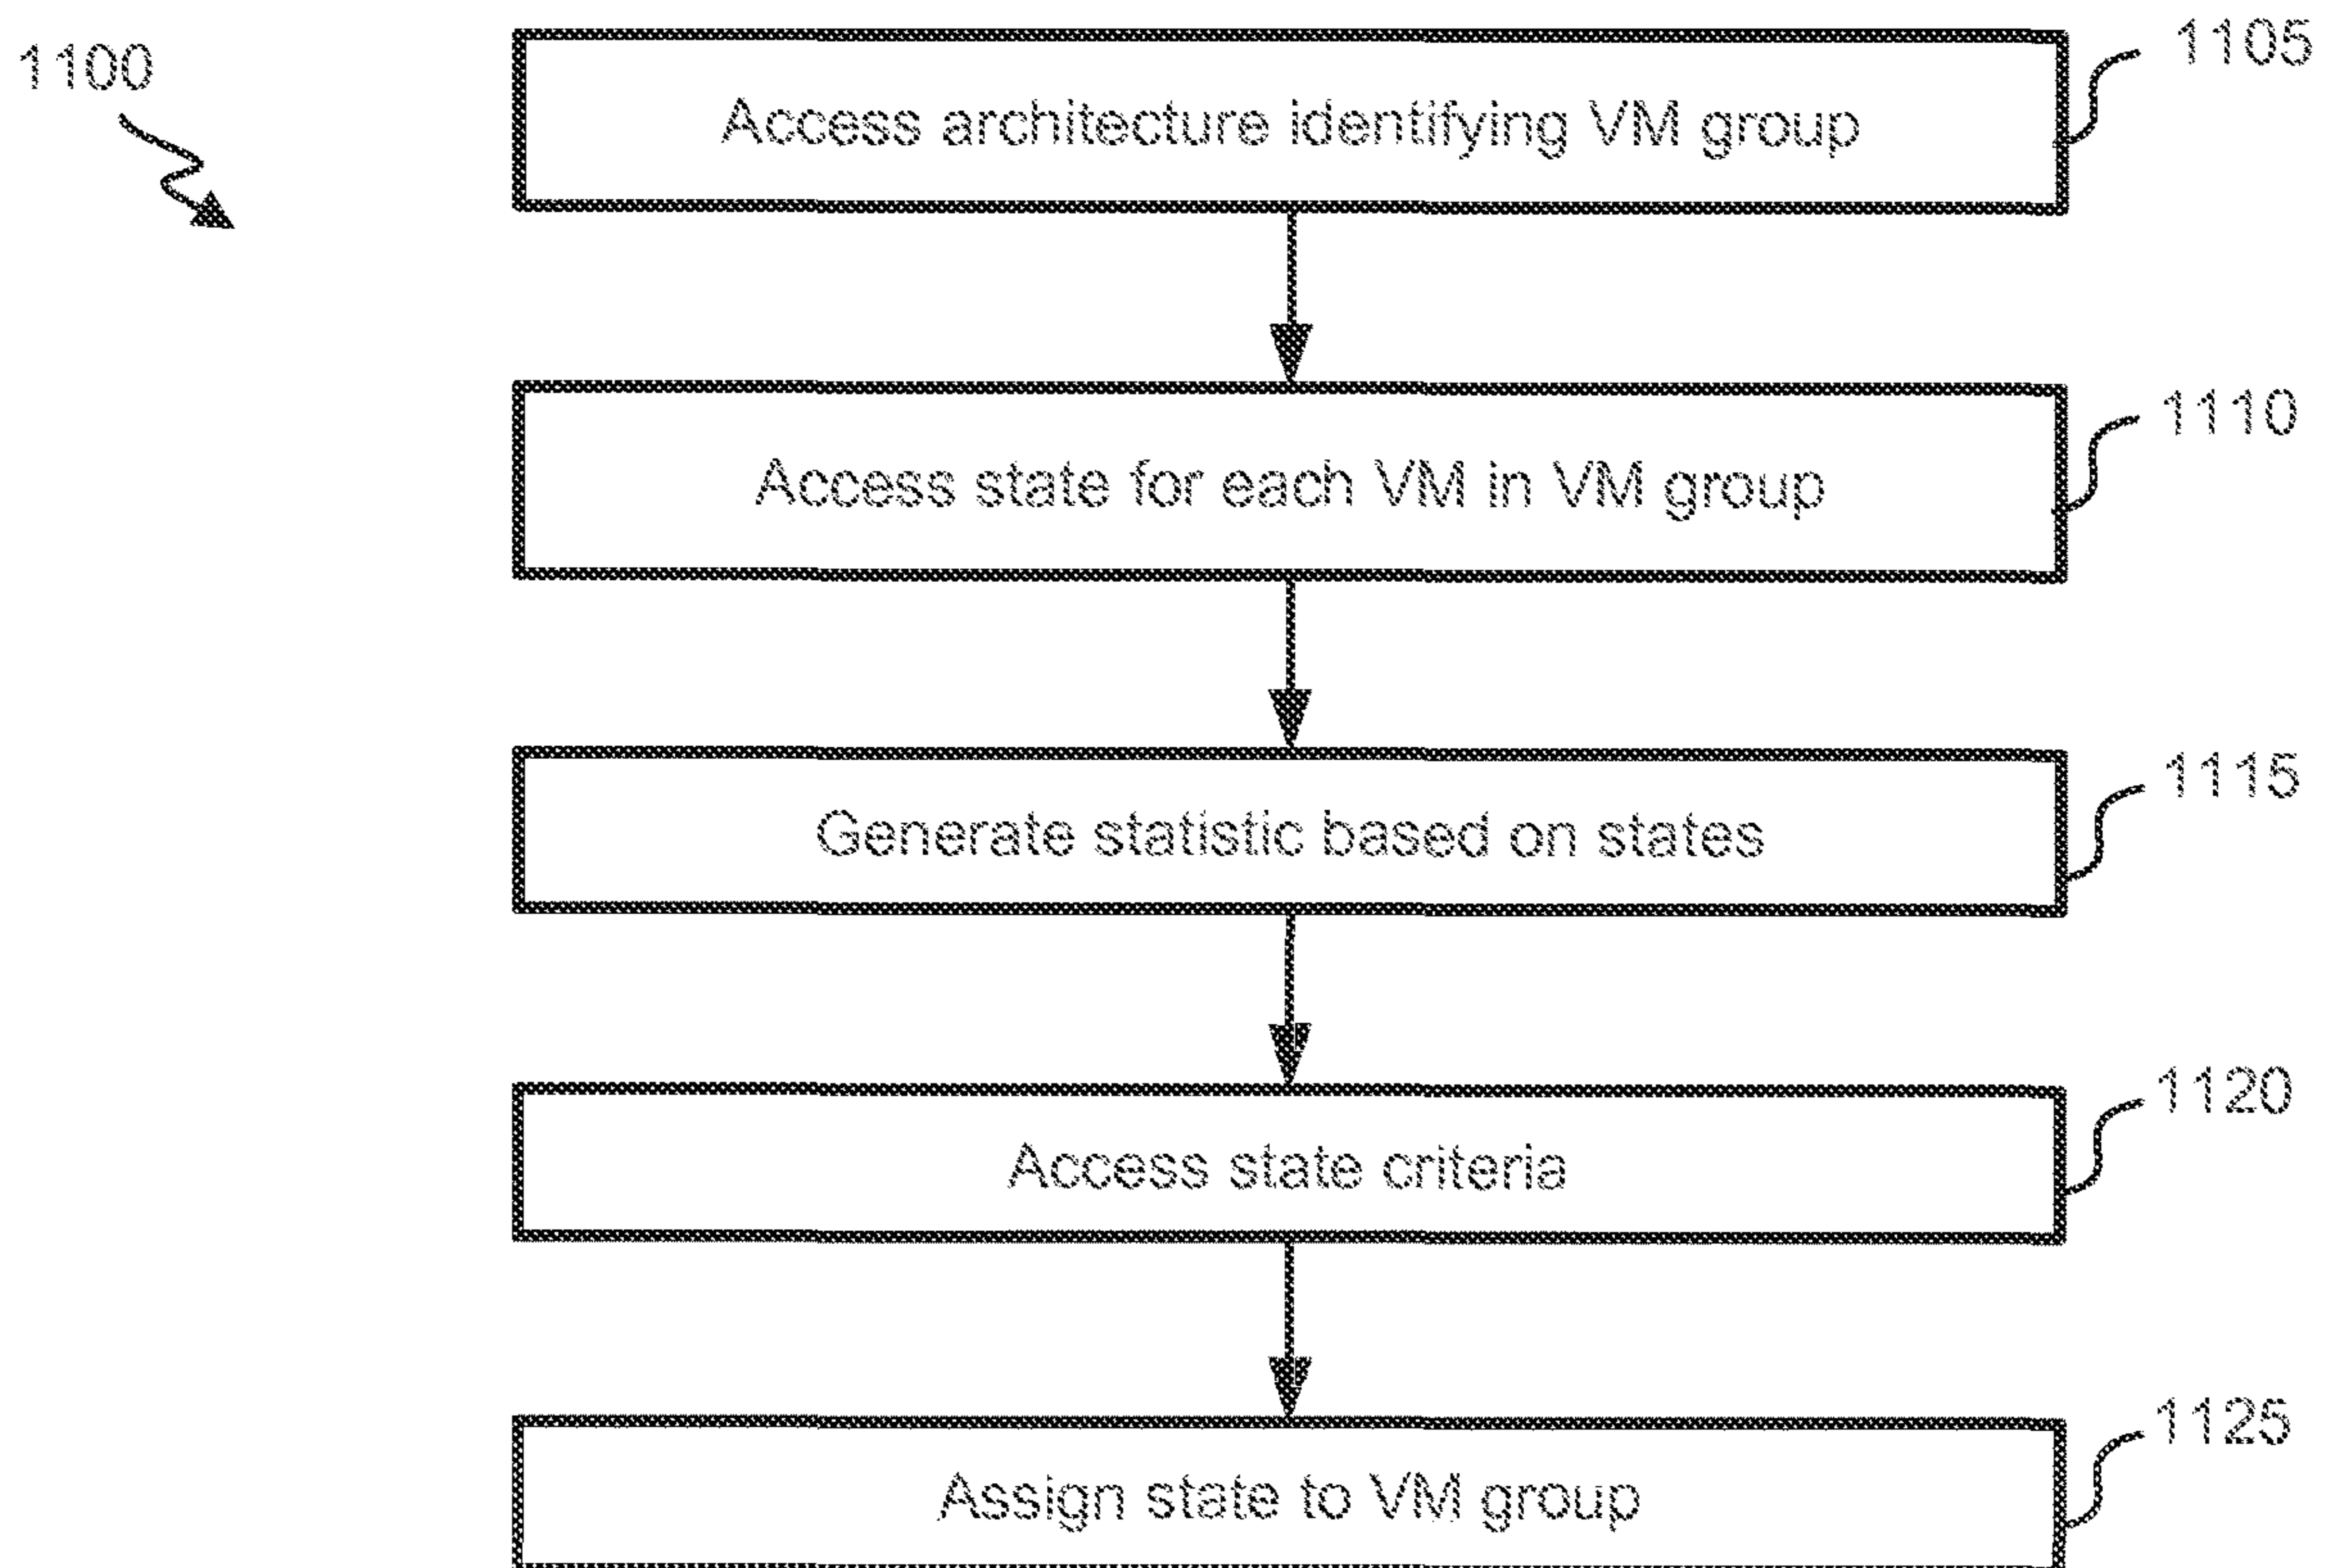 1100
1105
Access architecture identifying VM group
1110
Access state for each VM in VM group
1115
Generate statistic based on states
1120
Access state criteria
1125
Assign state to VM group